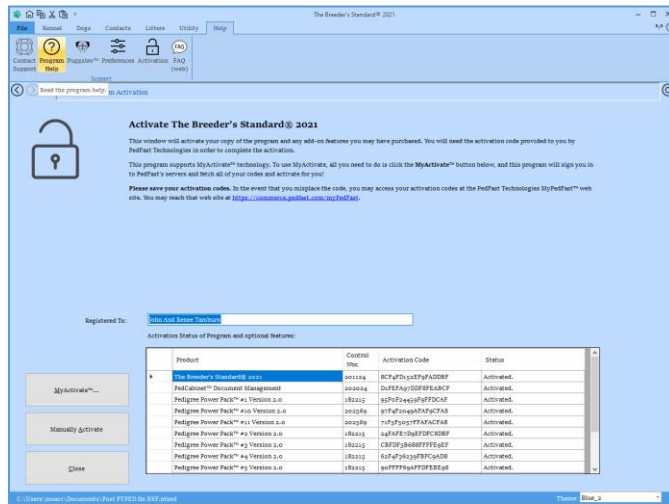 The Breeder's Standard® 2021
File Kennel Dogs Contacts Litters Utility Help
Contact Support
Program Help
Pugsley™
Preferences
Activation
FAQ
FAQ (web)
Support
Read the program help.
m Activation
Activate The Breeder's Standard® 2021
This window will activate your copy of the program and any add-on features you may have purchased. You will need the activation code provided to you by
PedFast Technologies in order to complete the activation.
This program supports MyActivate™ technology. To use MyActivate, all you need to do is click the MyActivate™ button below, and this program will sign you in
to PedFast's servers and fetch all of your codes and activate for you!
Please save your activation codes. In the event that you misplace the code, you may access your activation codes at the PedFast Technologies MyPedFast™ web
site. You may reach that web site at https://commerce.pedfast.com/myPedFast.
Registered To: John And Renee Tamburo
Activation Status of Program and optional features:
Product Control Nbr. Activation Code Status
The Breeder's Standard® 2021 201124 Activated.
PedCabinet™ Document Management 202024 Activated.
Pedigree Power Pack™ #1 Version 2.0 182215 Activated.
Pedigree Power Pack™ #10 Version 2.0 202569 Activated.
Pedigree Power Pack™ #11 Version 2.0 202569 Activated.
Pedigree Power Pack™ #2 Version 2.0 182215 Activated.
Pedigree Power Pack™ #3 Version 2.0 182215 Activated.
Pedigree Power Pack™ #4 Version 2.0 182215 Activated.
Pedigree Power Pack™ #5 Version 2.0 182215 Activated.
MyActivate™...
Manually Activate
Close
Theme: Blue_2